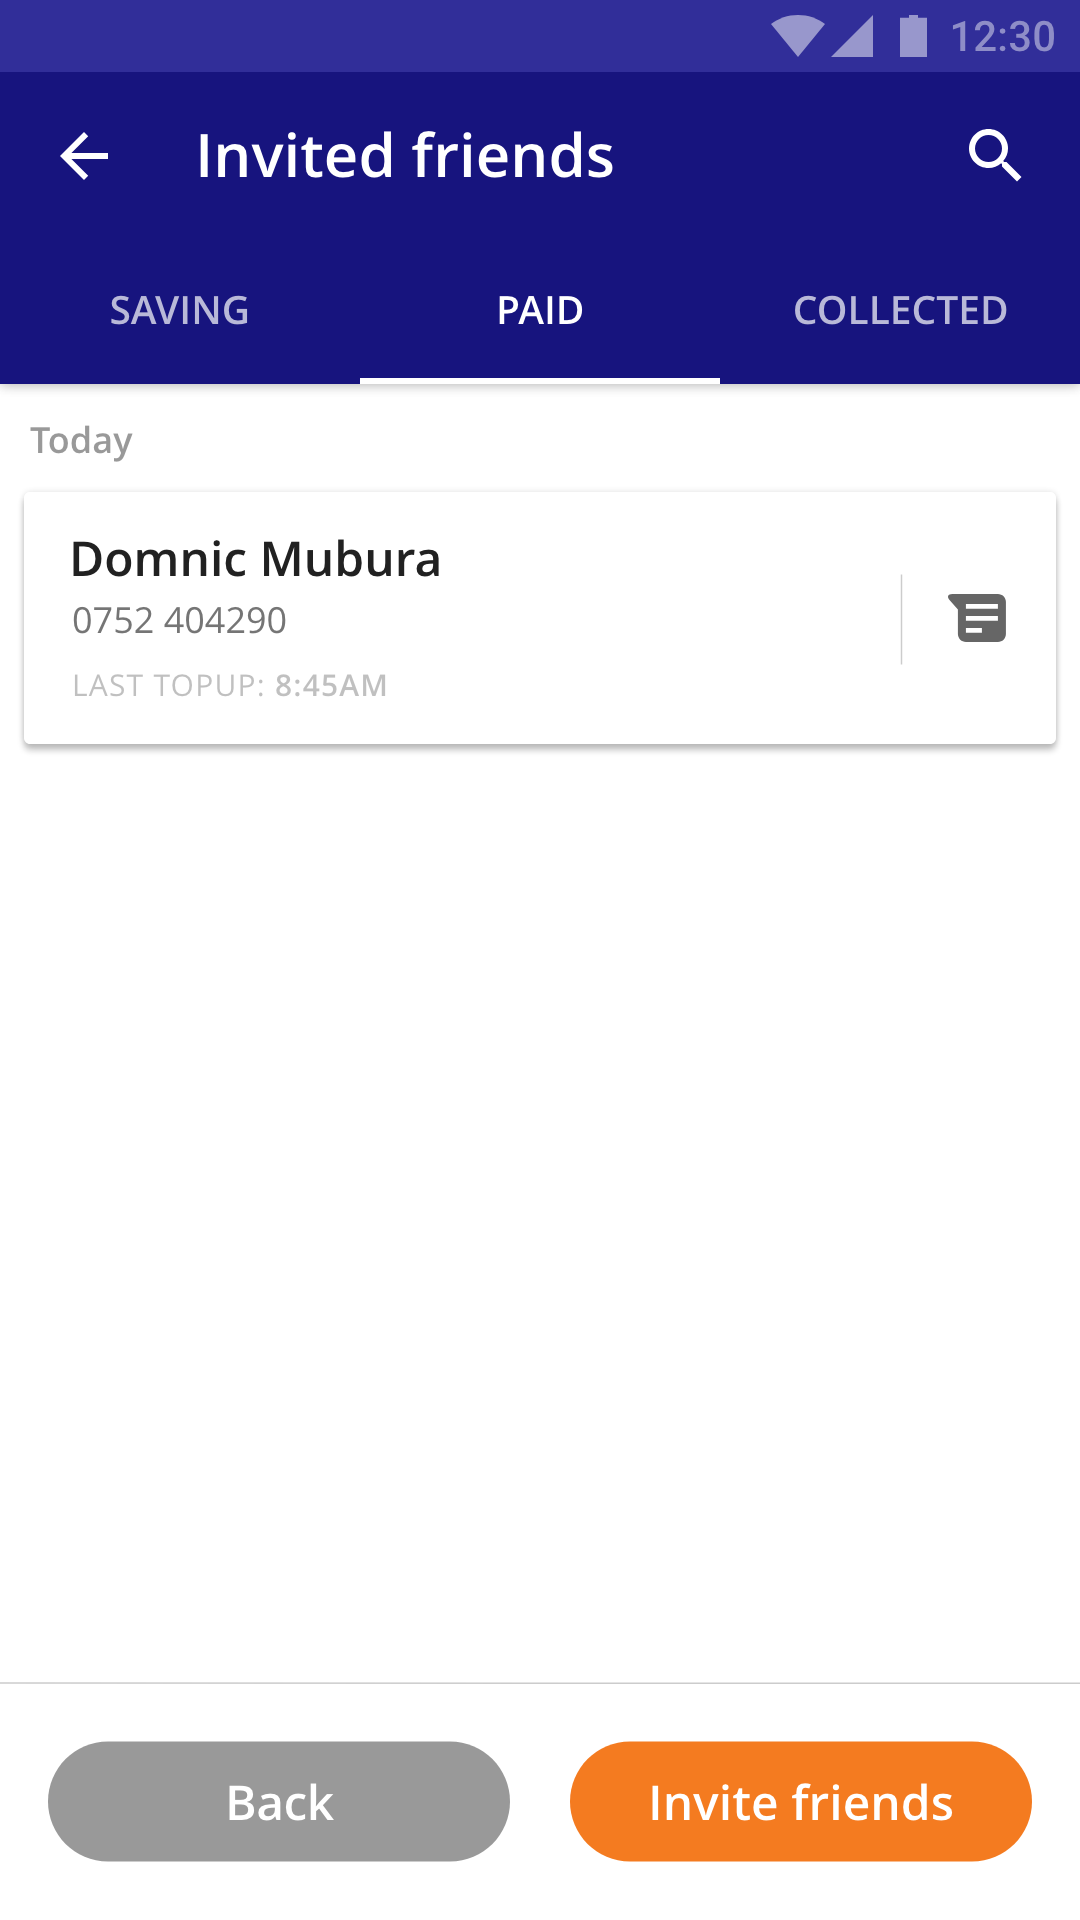 12:30
Invited friends
SAVING PAID COLLECTED
Today
Domnic Mubura
0752 404290
LAST TOPUP: 8:45AM
Back Invite friends